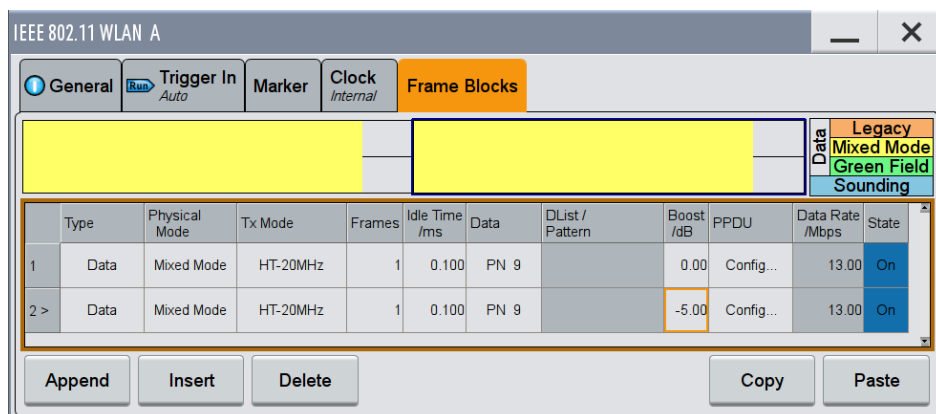 IEEE 802.11 WLAN A
General
Run
Trigger In
Auto
Marker
Clock
Internal
Frame Blocks
Data
Legacy
Mixed Mode
Green Field
Sounding
Type Physical Mode Tx Mode Frames Idle Time /ms Data DList / Pattern Boost /dB PPDU Data Rate /Mbps State
1 Data Mixed Mode HT-20MHz 1 0.100 PN 9 0.00 Config... 13.00 On
2 > Data Mixed Mode HT-20MHz 1 0.100 PN 9 -5.00 Config... 13.00 On
Append Insert Delete Copy Paste